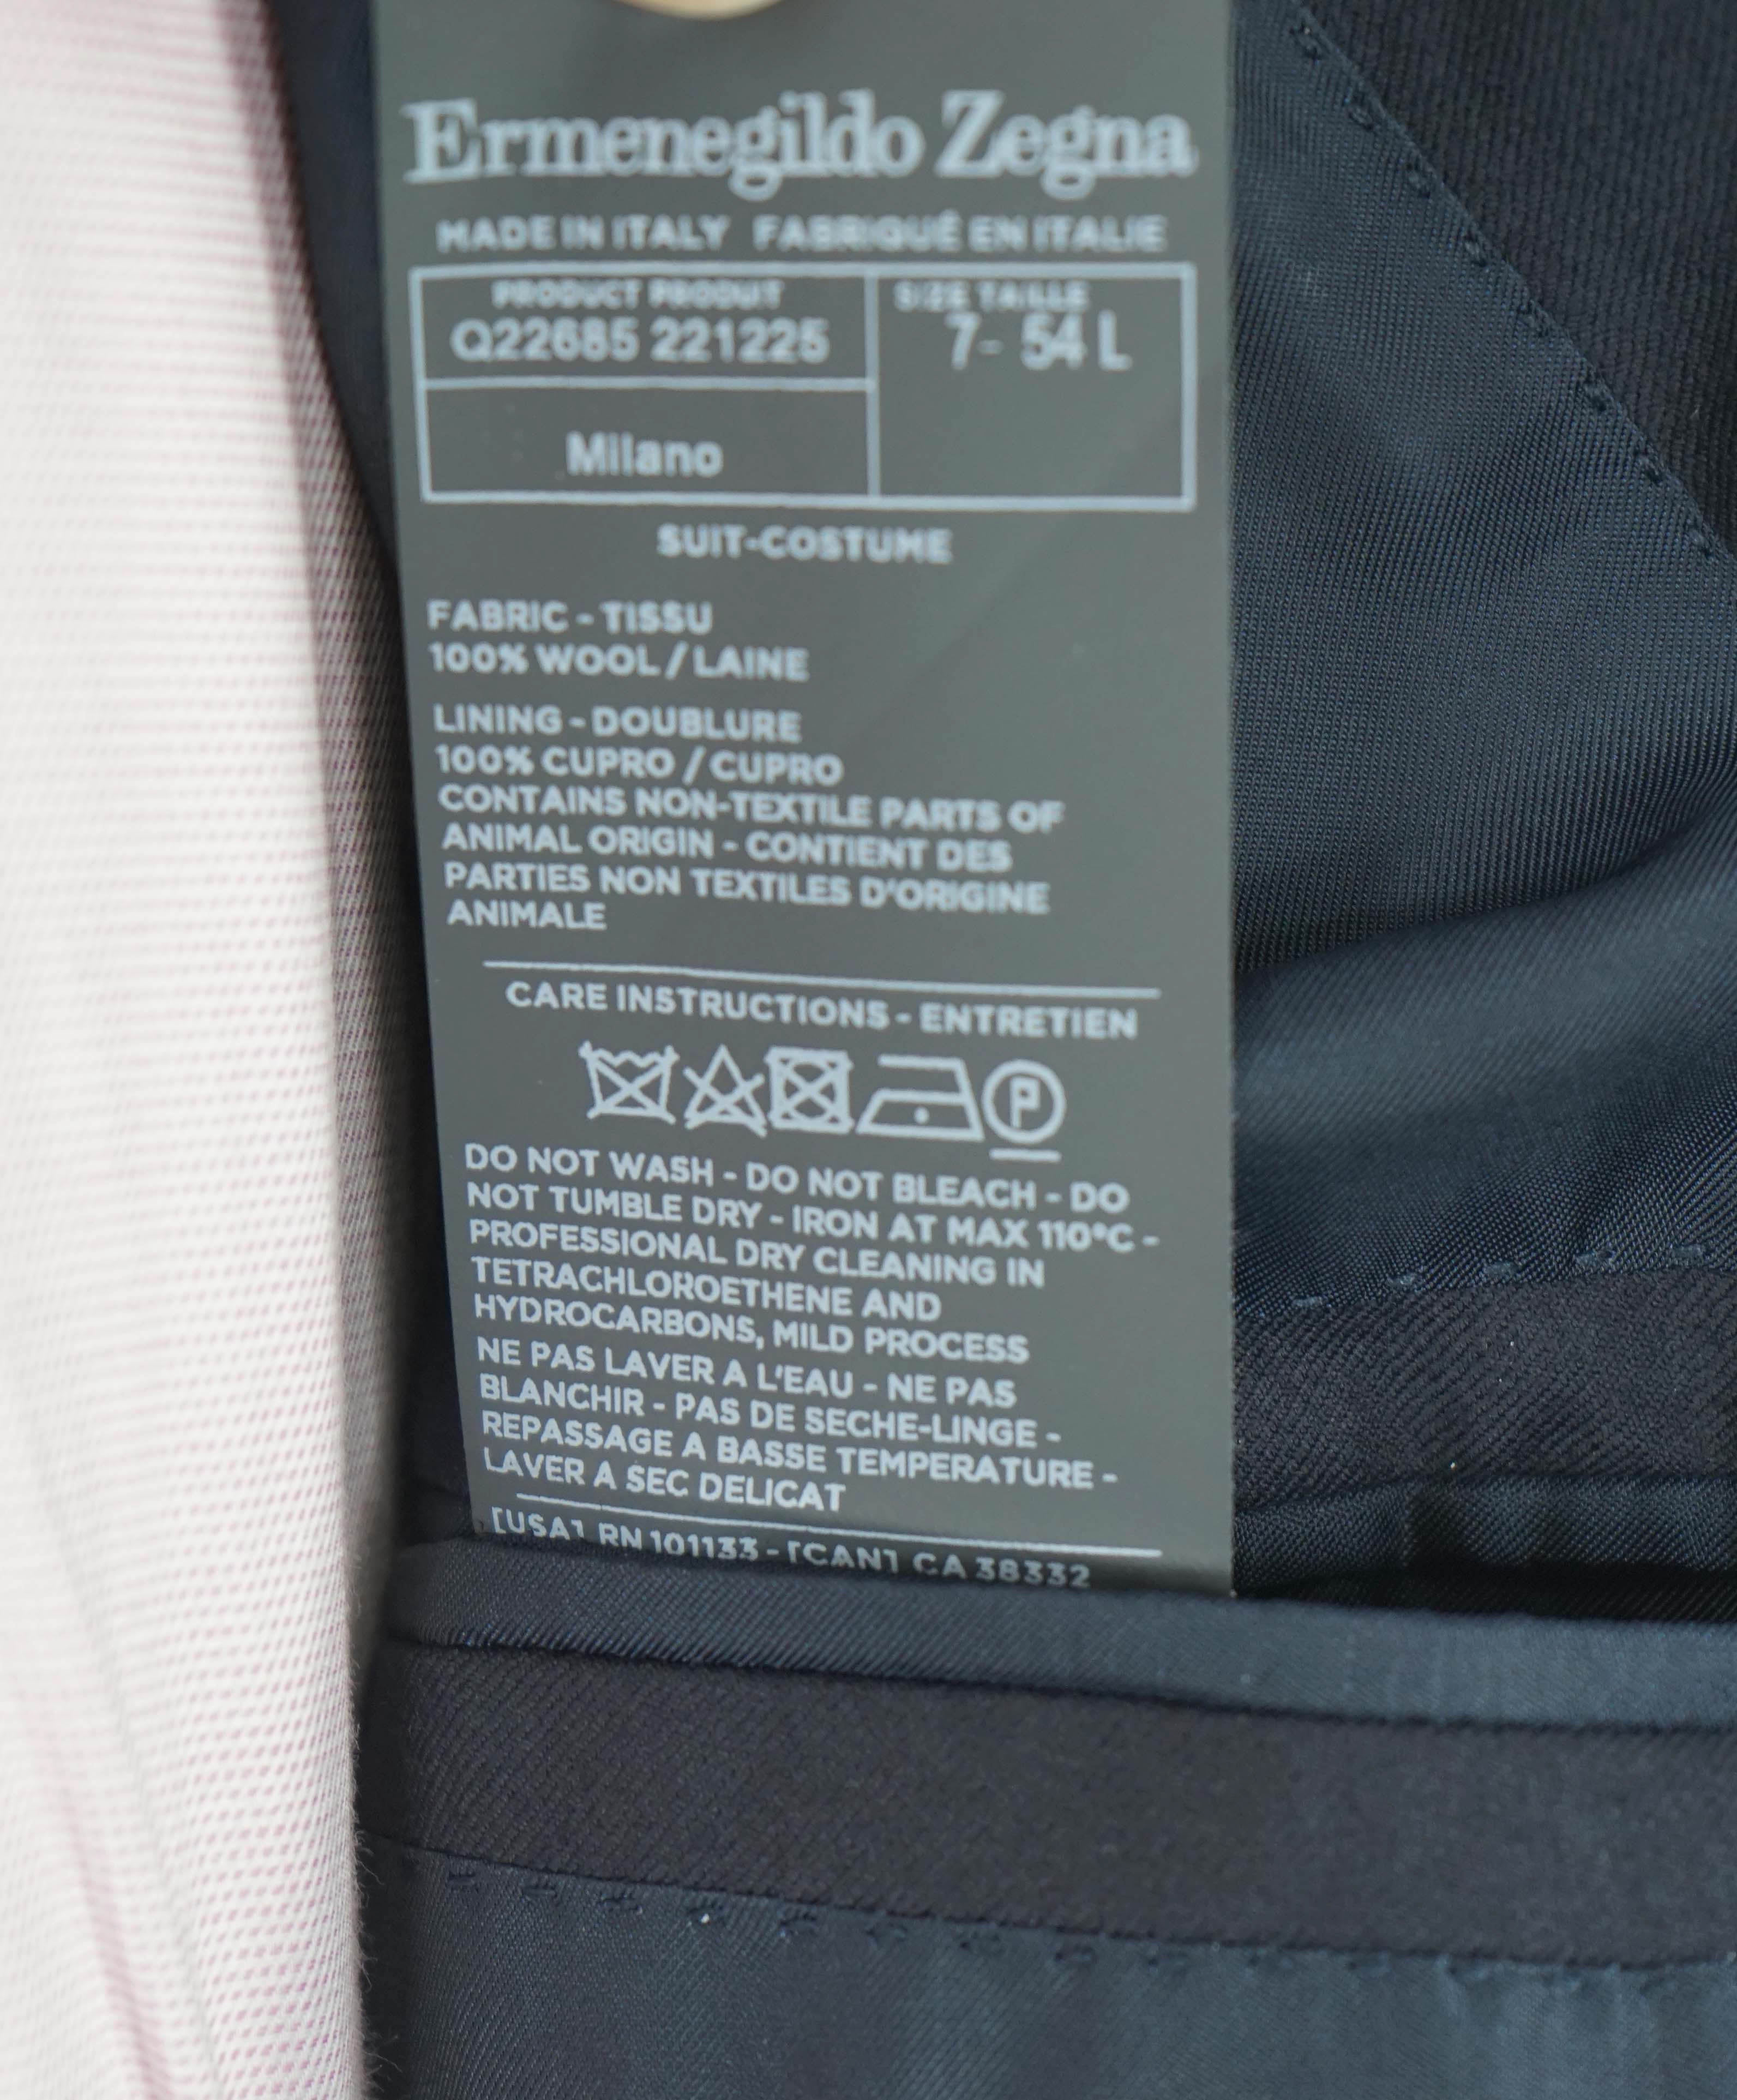 Ermenegildo Zegna
MADE IN ITALY FABRIQUÉ EN ITALIE
PRODUCT PRODUIT
Q22685 221225
SIZE TAILLE
7- 54 L
Milano
SUIT-COSTUME
FABRIC - TISSU
100% WOOL / LAINE
LINING - DOUBLURE
100% CUPRO / CUPRO
CONTAINS NON-TEXTILE PARTS OF
ANIMAL ORIGIN - CONTIENT DES
PARTIES NON TEXTILES D'ORIGINE
ANIMALE
CARE INSTRUCTIONS - ENTRETIEN
P
DO NOT WASH - DO NOT BLEACH - DO
NOT TUMBLE DRY - IRON AT MAX 110°C -
PROFESSIONAL DRY CLEANING IN
TETRACHLOROETHENE AND
HYDROCARBONS, MILD PROCESS
NE PAS LAVER A L'EAU - NE PAS
BLANCHIR - PAS DE SECHE-LINGE -
REPASSAGE A BASSE TEMPERATURE -
LAVER A SEC DELICAT
[USA] RN 101133 - [CAN] CA 38332